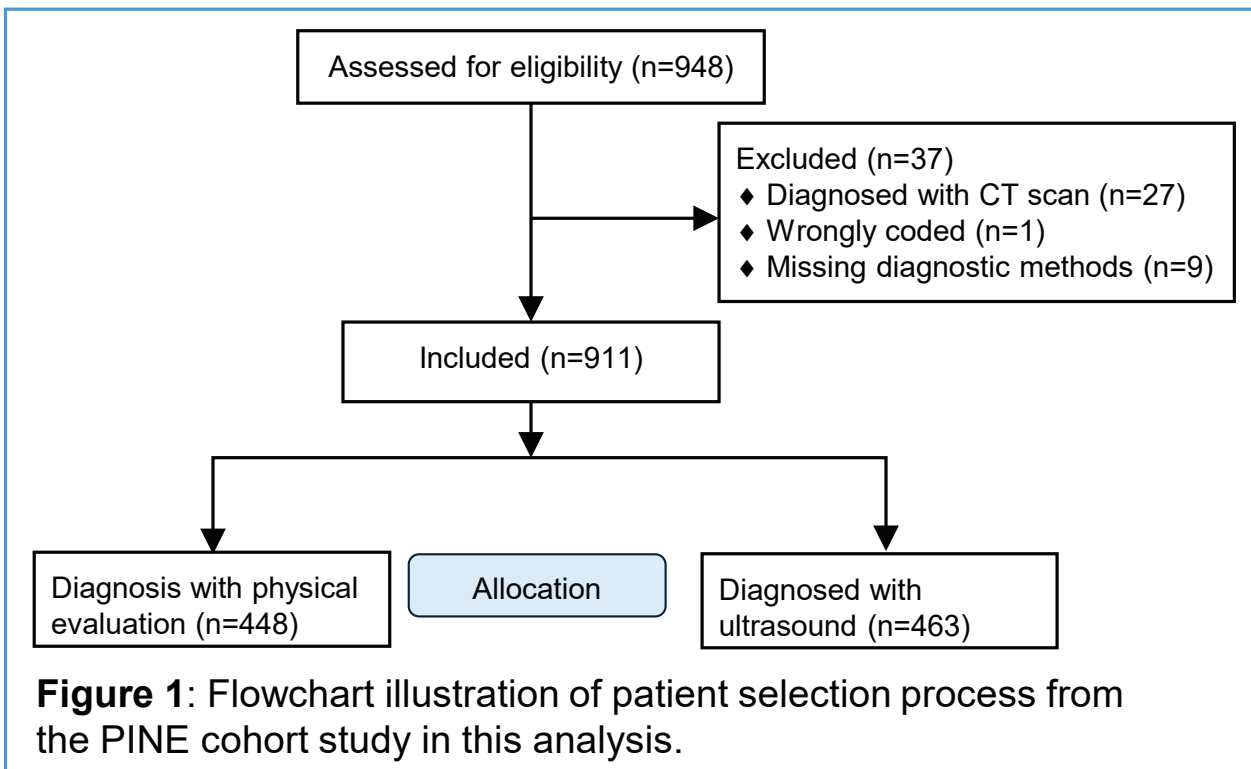 Assessed for eligibility (n=948)
Excluded (n=37)
♦ Diagnosed with CT scan (n=27)
♦ Wrongly coded (n=1)
♦ Missing diagnostic methods (n=9)
Included (n=911)
Diagnosis with physical
evaluation (n=448)
Allocation
Diagnosed with
ultrasound (n=463)
Figure 1: Flowchart illustration of patient selection process from
the PINE cohort study in this analysis.